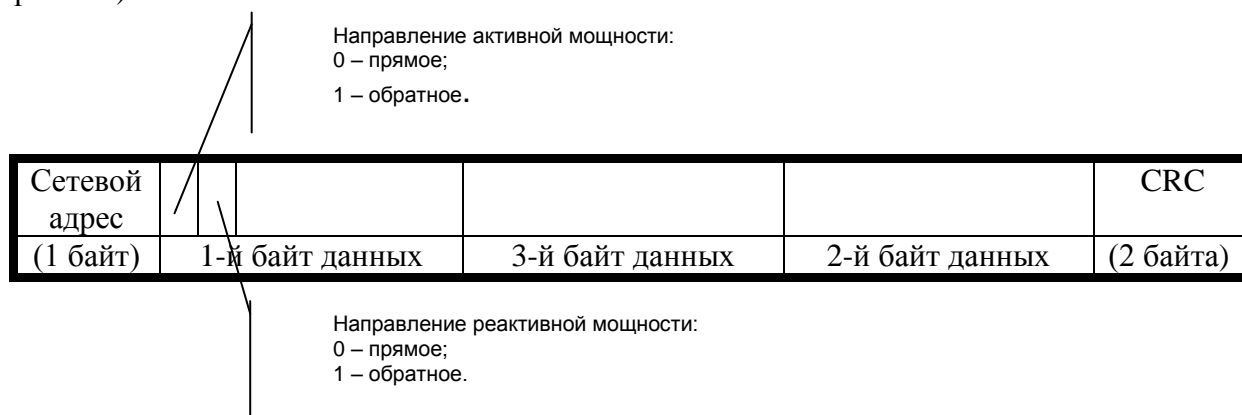 Направление активной мощности:
0 – прямое;
1 – обратное.
Сетевой CRC
адрес
(1 байт) 1-й байт данных 3-й байт данных 2-й байт данных (2 байта)
Направление реактивной мощности:
0 – прямое;
1 – обратное.